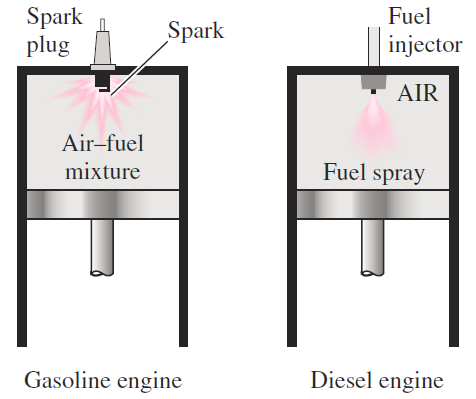 Spark
plug
Spark
Air–fuel
mixture
Gasoline engine
Fuel
injector
AIR
Fuel spray
Diesel engine